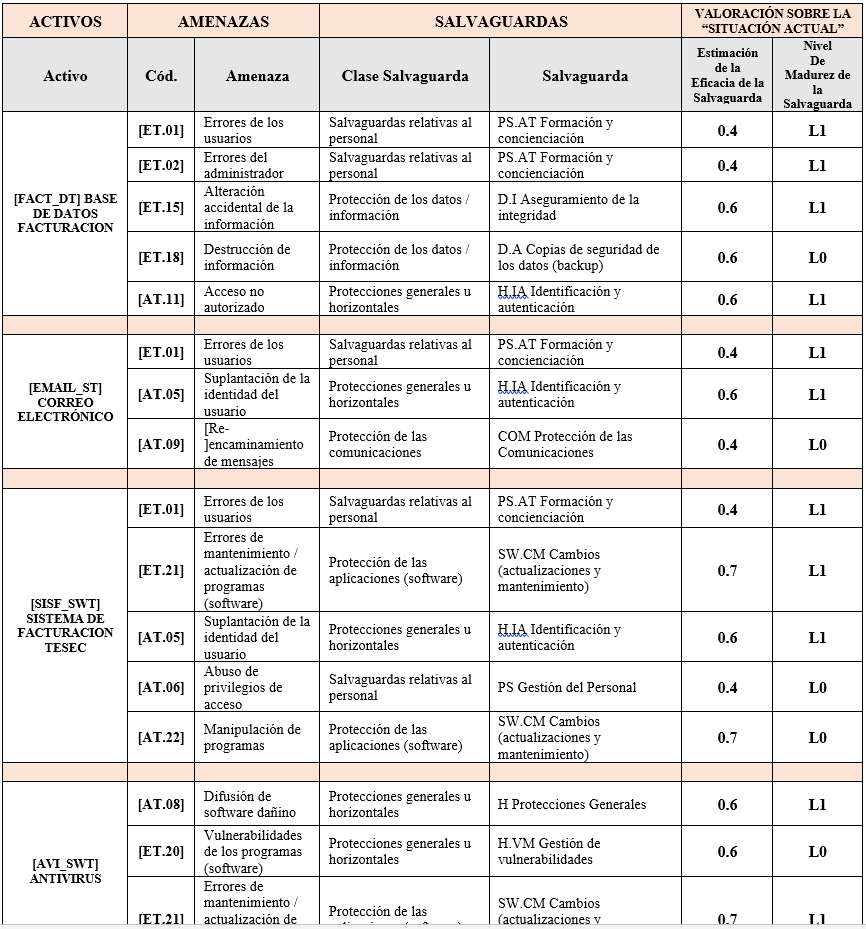 ACTIVOS
AMENAZAS
SALVAGUARDAS
VALORACIÓN SOBRE LA
“SITUACIÓN ACTUAL”
Activo
Cód.
Amenaza
Clase Salvaguarda
Salvaguarda
Estimación
de la
Eficacia de la
Salvaguarda
Nivel
De
Madurez de
la
Salvaguarda
[FACT_DT] BASE
DE DATOS
FACTURACION
[ET.01]
Errores de los
usuarios
Salvaguardas relativas al
personal
PS.AT Formación y
concienciación
0.4
L1
[ET.02]
Errores del
administrador
Salvaguardas relativas al
personal
PS.AT Formación y
concienciación
0.4
L1
[ET.15]
Alteración
accidental de la
información
Protección de los datos /
información
D.I Aseguramiento de la
integridad
0.6
L1
[ET.18]
Destrucción de
información
Protección de los datos /
información
D.A Copias de seguridad de
los datos (backup)
0.6
L0
[AT.11]
Acceso no
autorizado
Protecciones generales u
horizontales
H.IA Identificación y
autenticación
0.6
L1
[EMAIL_ST]
CORREO
ELECTRÓNICO
[ET.01]
Errores de los
usuarios
Salvaguardas relativas al
personal
PS.AT Formación y
concienciación
0.4
L1
[AT.05]
Suplantación de la
identidad del
usuario
Protecciones generales u
horizontales
H.IA Identificación y
autenticación
0.6
L1
[AT.09]
[Re-
]encaminamiento
de mensajes
Protección de las
comunicaciones
COM Protección de las
Comunicaciones
0.4
L0
[SISF_SWT]
SISTEMA DE
FACTURACION
TESEC
[ET.01]
Errores de los
usuarios
Salvaguardas relativas al
personal
PS.AT Formación y
concienciación
0.4
L1
[ET.21]
Errores de
mantenimiento /
actualización de
programas
(software)
Protección de las
aplicaciones (software)
SW.CM Cambios
(actualizaciones y
mantenimiento)
0.7
L1
[AT.05]
Suplantación de la
identidad del
usuario
Protecciones generales u
horizontales
H.IA Identificación y
autenticación
0.6
L1
[AT.06]
Abuso de
privilegios de
acceso
Salvaguardas relativas al
personal
PS Gestión del Personal
0.4
L0
[AT.22]
Manipulación de
programas
Protección de las
aplicaciones (software)
SW.CM Cambios
(actualizaciones y
mantenimiento)
0.7
L0
[AVI_SWT]
ANTIVIRUS
[AT.08]
Difusión de
software dañino
Protecciones generales u
horizontales
H Protecciones Generales
0.6
L1
[ET.20]
Vulnerabilidades
de los programas
(software)
Protecciones generales u
horizontales
H.VM Gestión de
vulnerabilidades
0.6
L0
[ET.21]
Errores de
mantenimiento /
actualización de
Protección de las
SW.CM Cambios
(actualizaciones y
0.7
L1